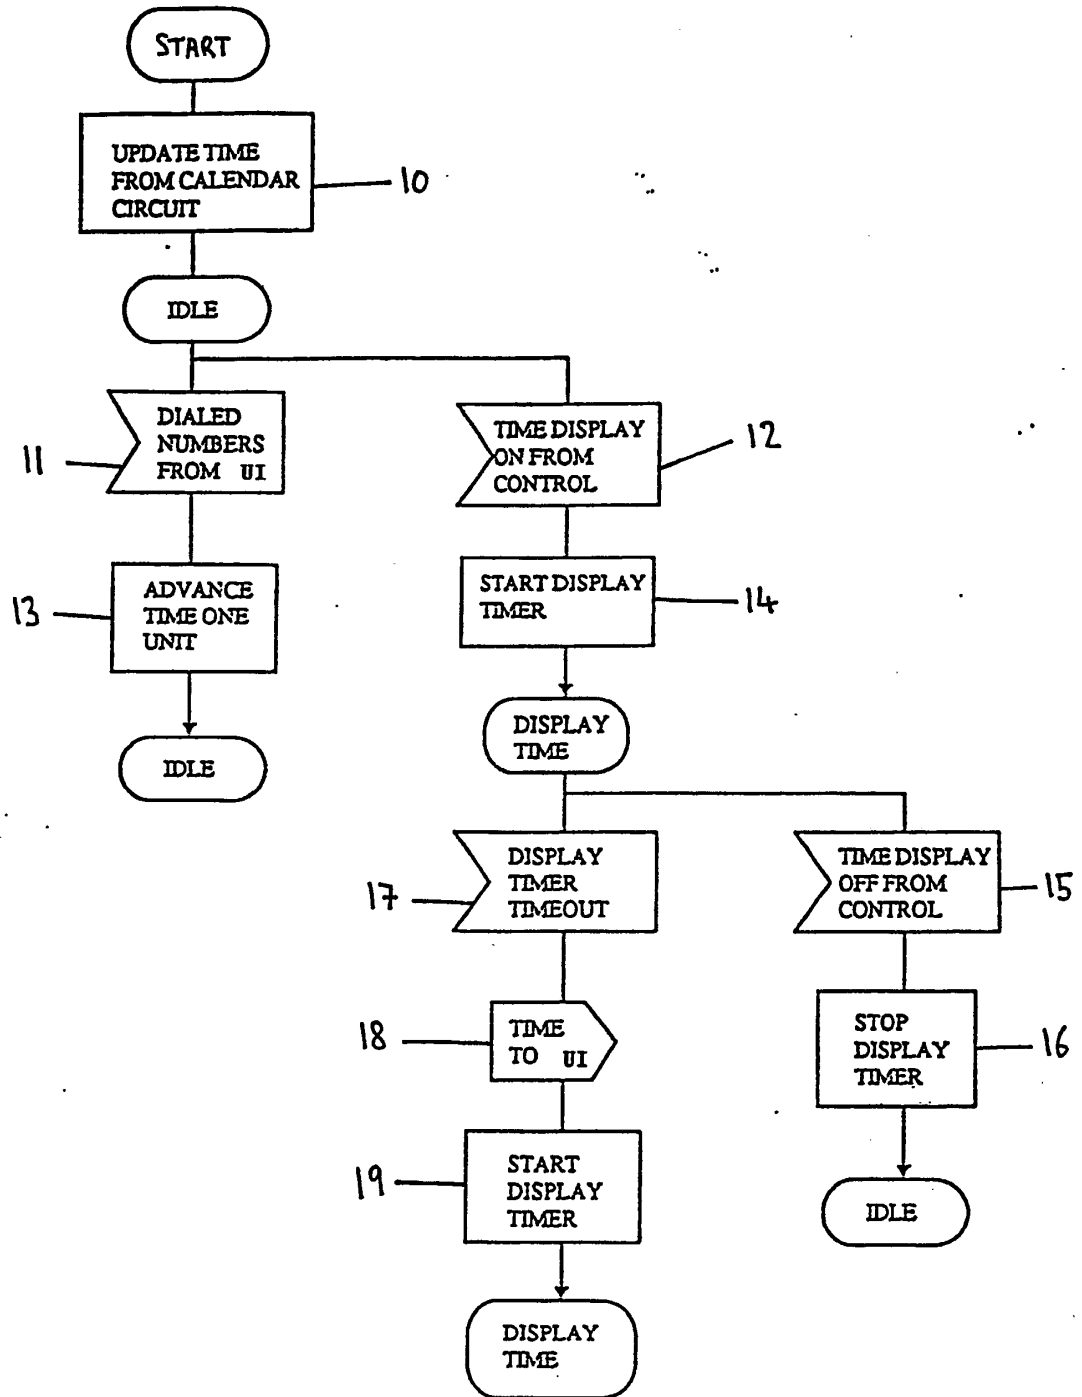 START
UPDATE TIME
FROM CALENDAR
CIRCUIT
10
IDLE
DIALED
NUMBERS
FROM UI
11
TIME DISPLAY
ON FROM
CONTROL
12
ADVANCE
TIME ONE
UNIT
13
START DISPLAY
TIMER
14
IDLE
DISPLAY
TIME
DISPLAY
TIMER
TIMEOUT
17
TIME DISPLAY
OFF FROM
CONTROL
15
TIME
TO UI
18
STOP
DISPLAY
TIMER
16
START
DISPLAY
TIMER
19
IDLE
DISPLAY
TIME